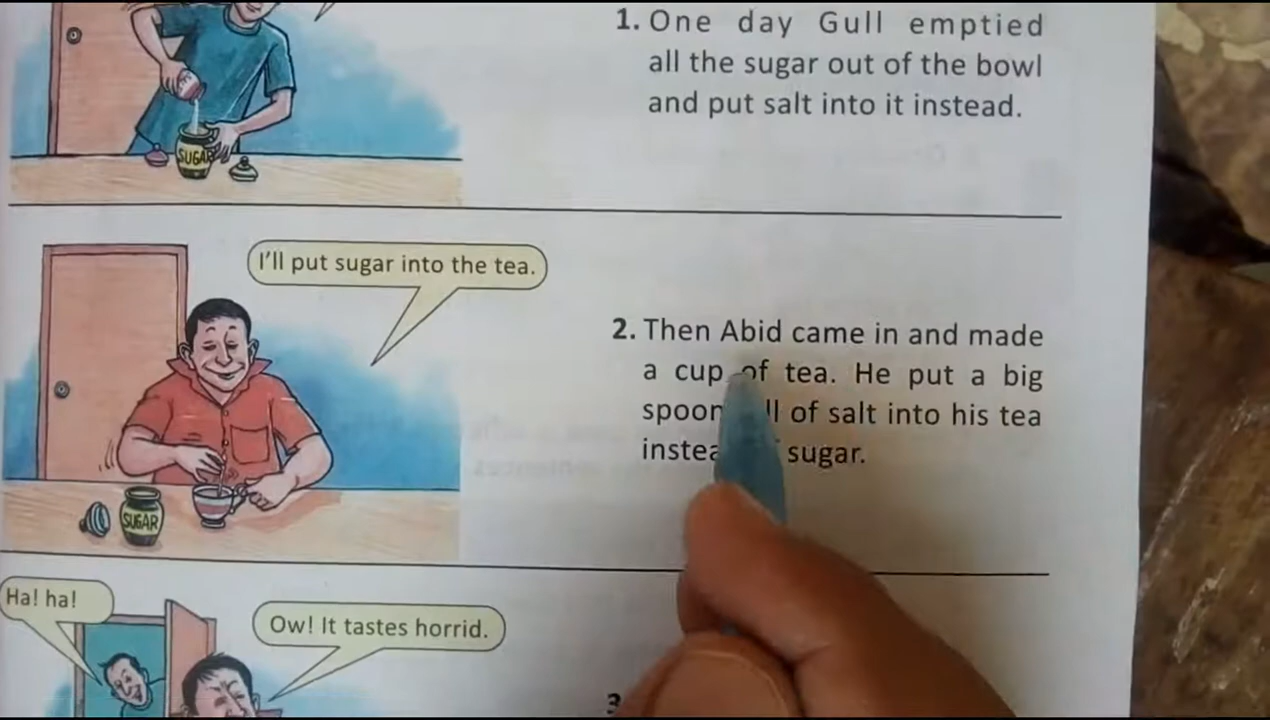 1. One day Gull emptied
all the sugar out of the bowl
and put salt into it instead.
SUGAR
I'll put sugar into the tea.
2. Then Abid came in and made
a cup of tea. He put a big
spoon ll of salt into his tea
instea sugar.
SUGAR
Ha! ha!
Ow! It tastes horrid.
3